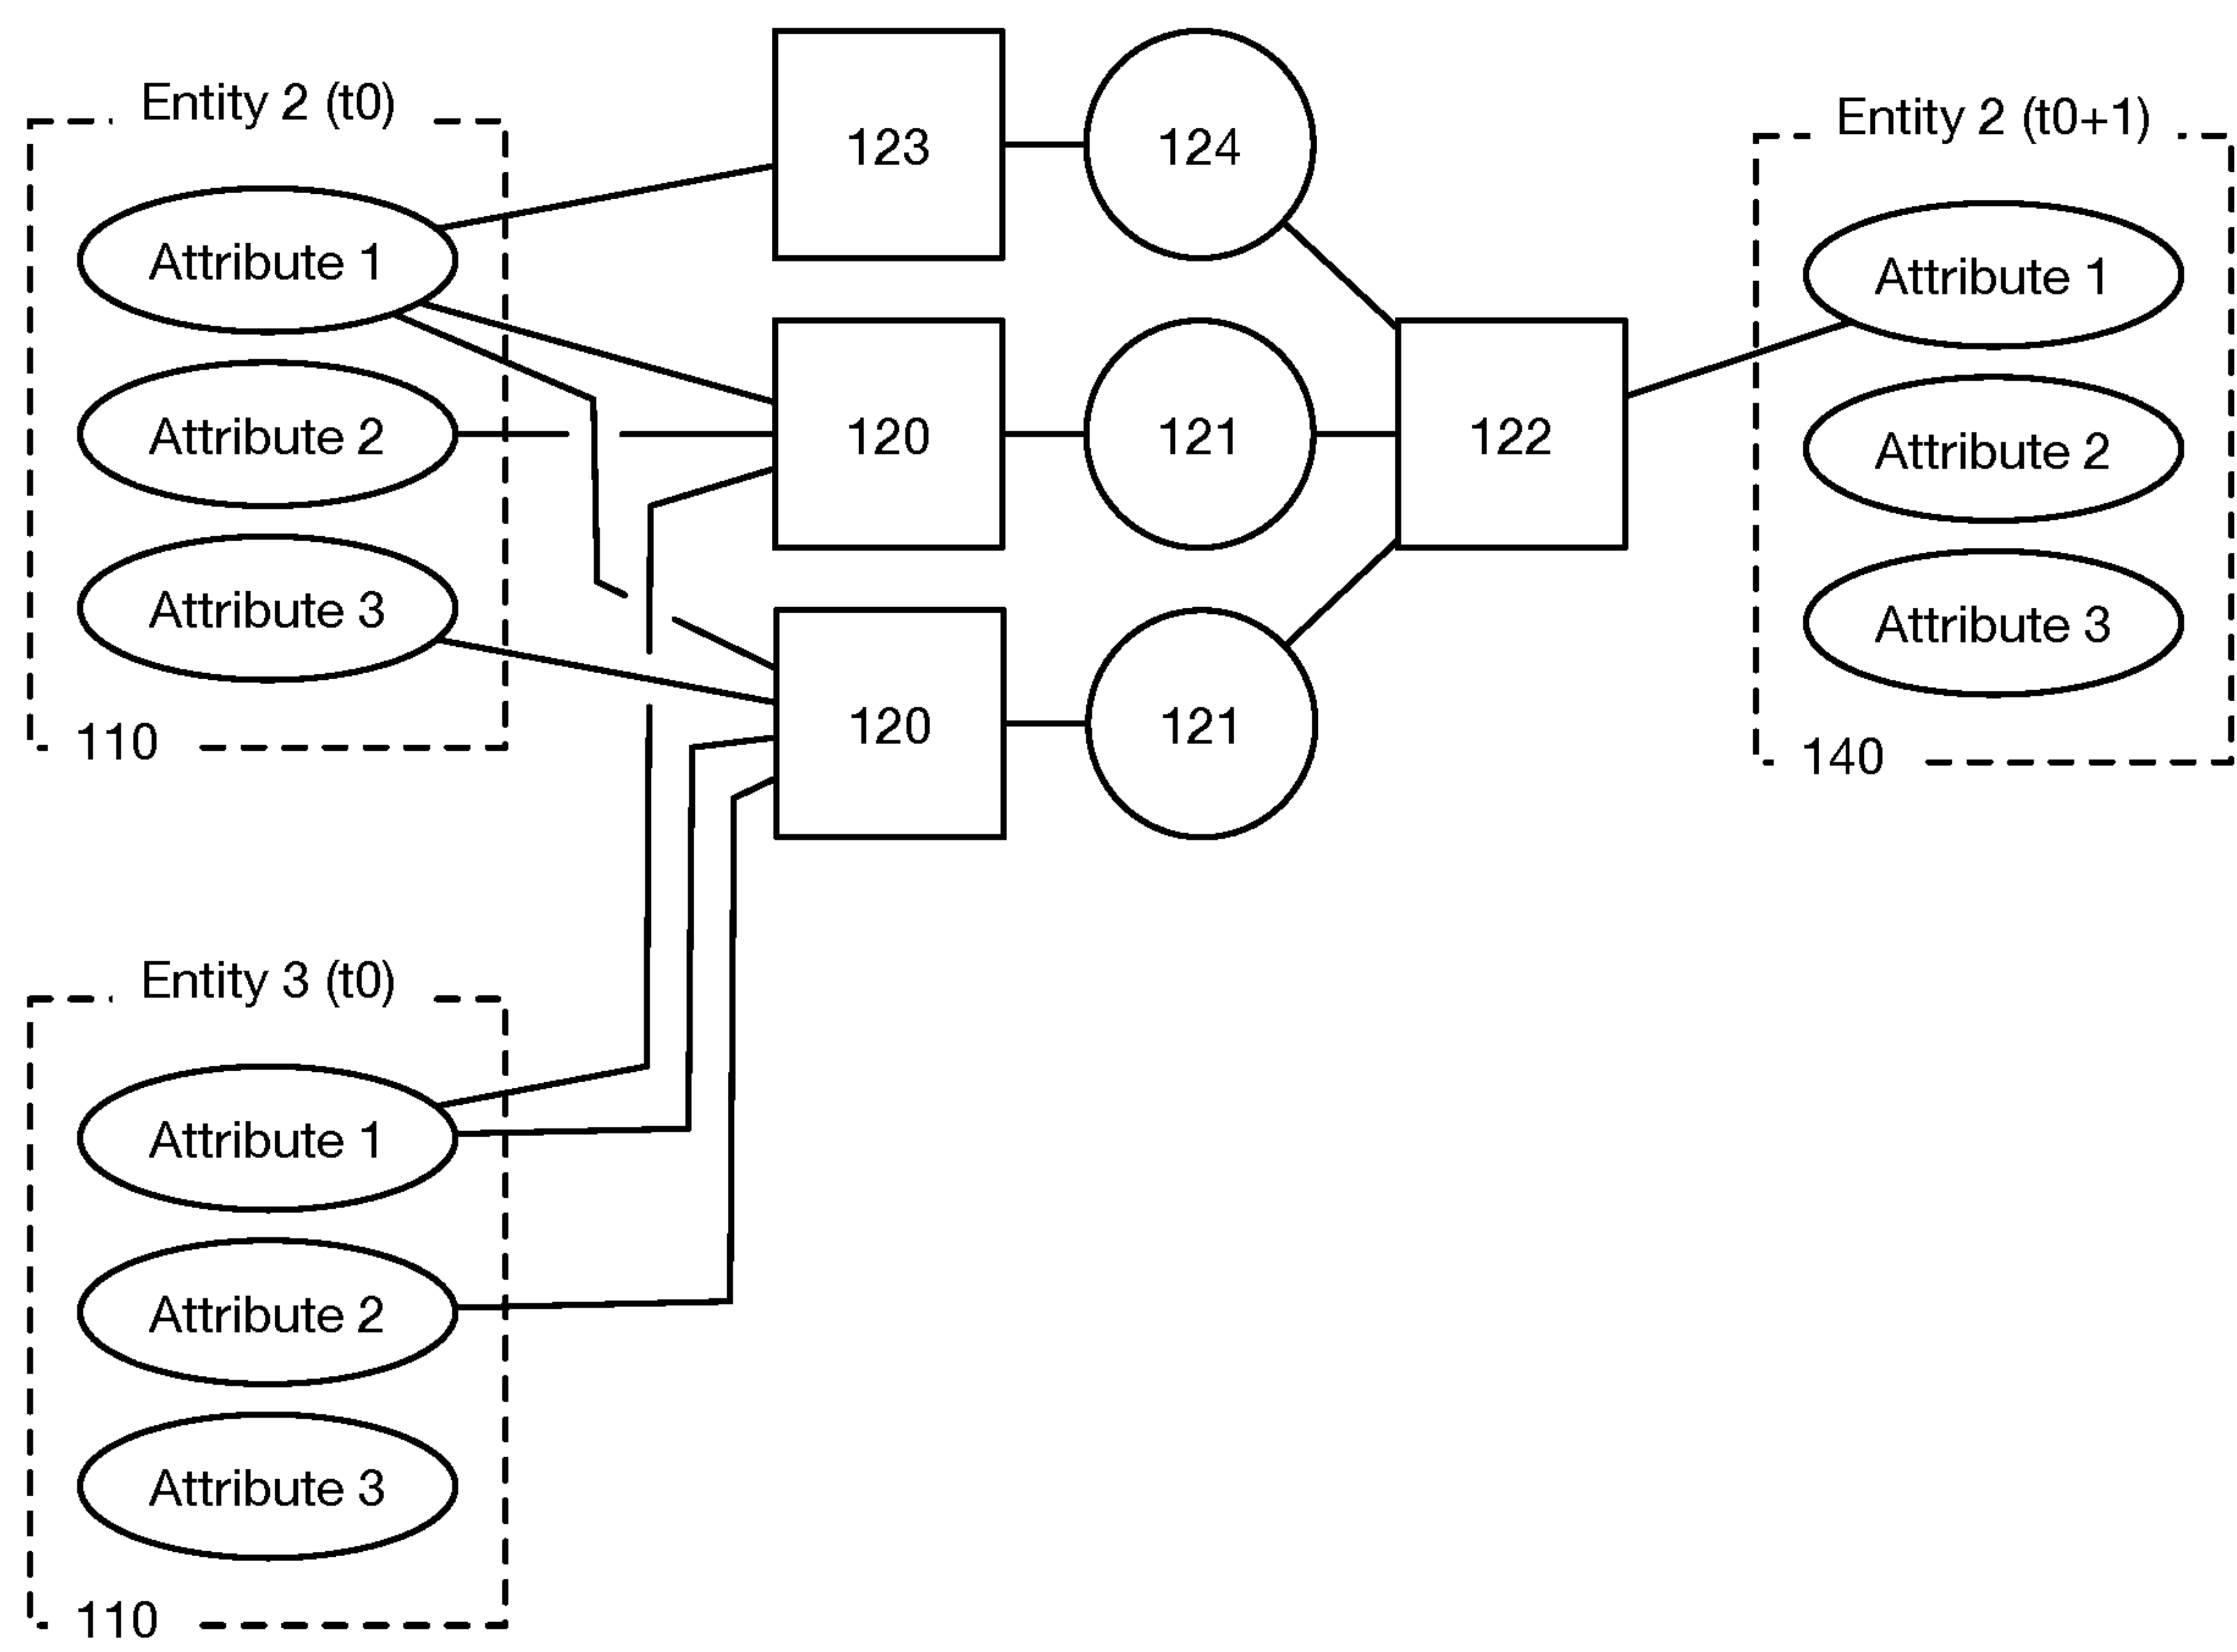 Entity 2 (t0)
Attribute 1
Attribute 2
Attribute 3
110
123
124
120
121
122
120
121
Entity 2 (t0+1)
Attribute 1
Attribute 2
Attribute 3
140
Entity 3 (t0)
Attribute 1
Attribute 2
Attribute 3
110